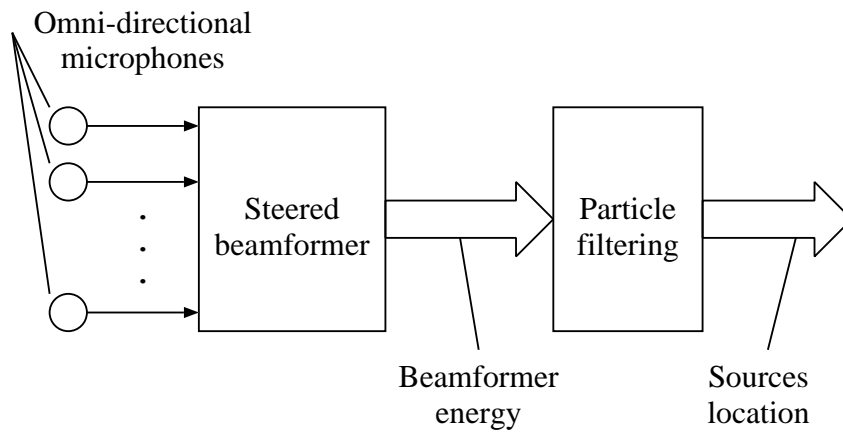 Omni-directional
microphones
Steered
beamformer
Particle
filtering
Beamformer
energy
Sources
location